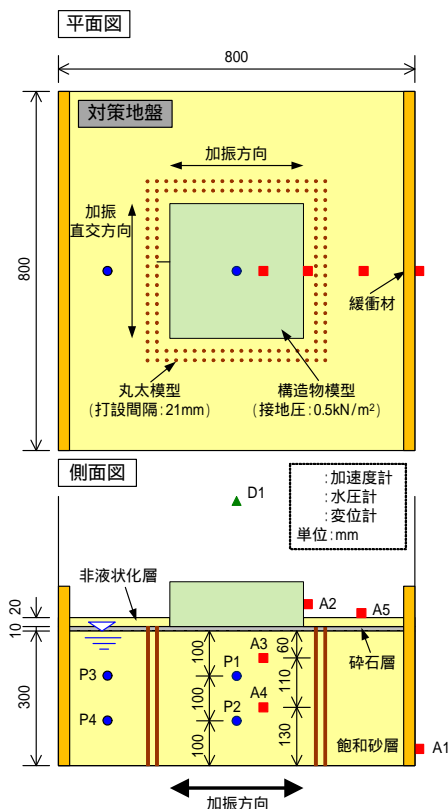 平面図
800
800
対策地盤
加振方向
加振
直交方向
緩衝材
丸太模型
(打設間隔:21mm)
構造物模型
(接地圧:0.5kN/m²)
側面図
D1
:加速度計
:水圧計
:変位計
単位:mm
非液状化層
20
10
300
A2
A5
砕石層
P3
P4
100
100
100
P1
P2
A3
A4
60
110
130
飽和砂層
A1
加振方向